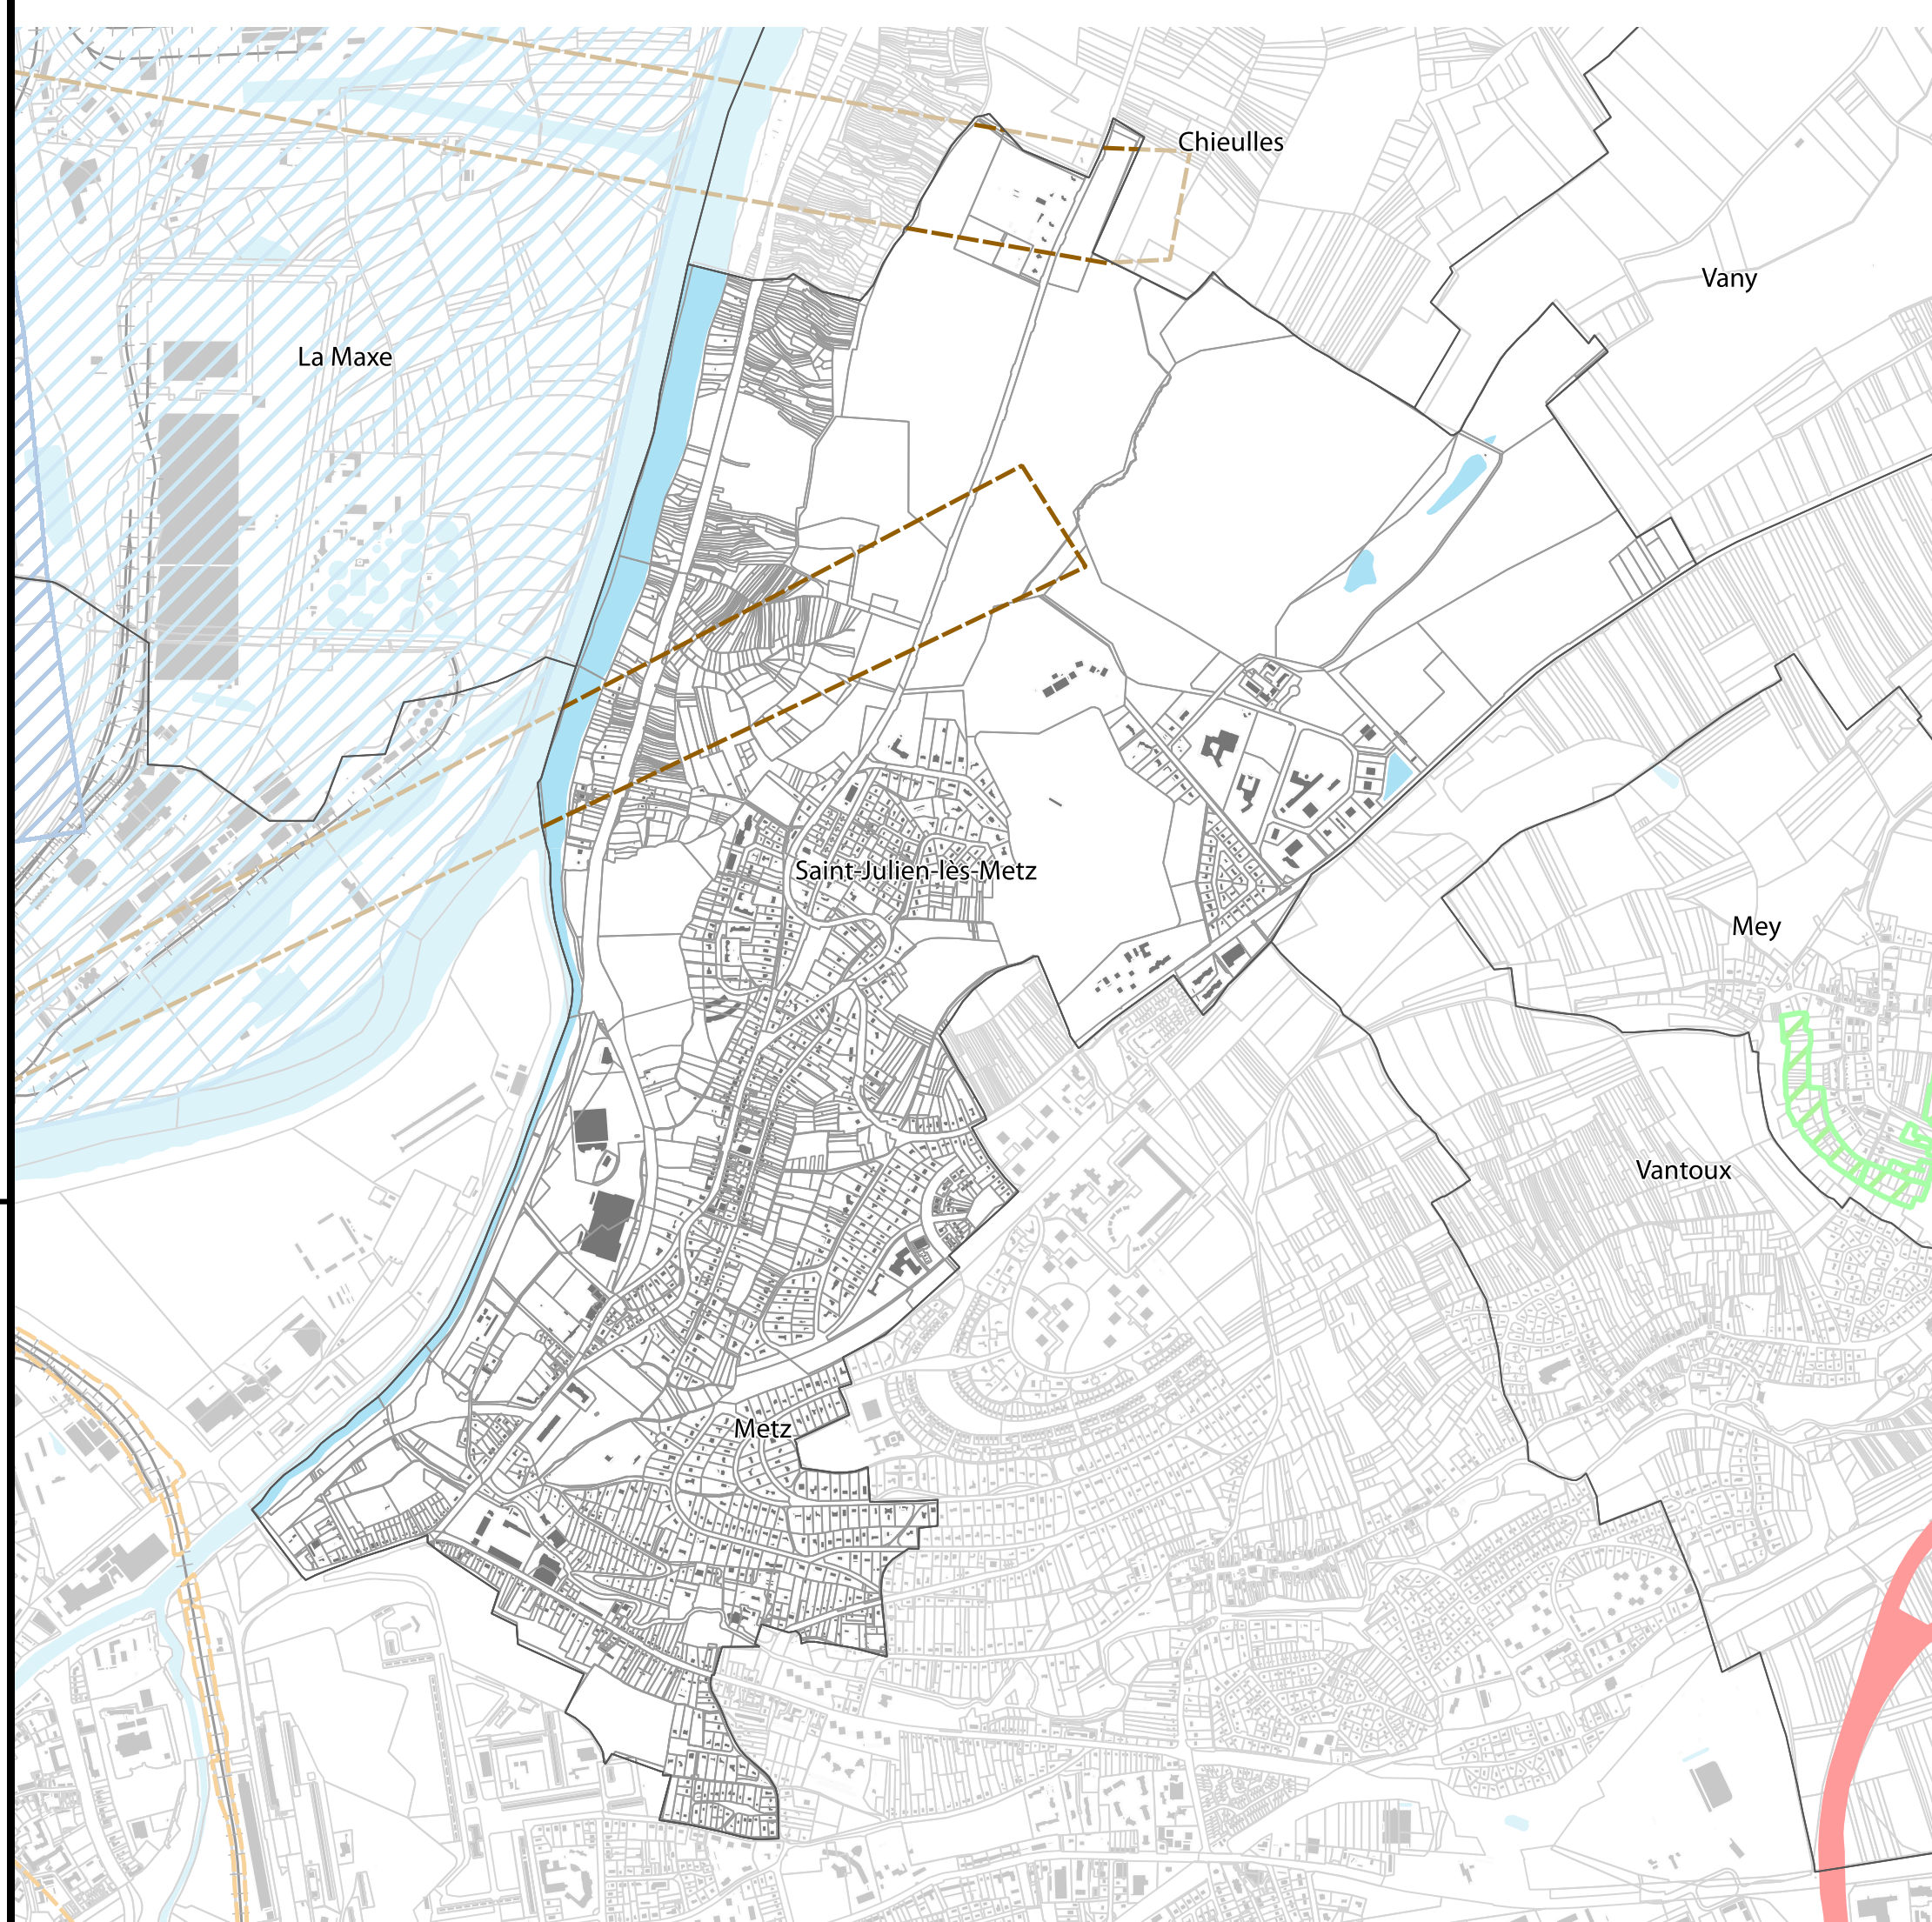 Chieulles
Vany
La Maxe
Saint-Julien-lès-Metz
Mey
Vantoux
Metz